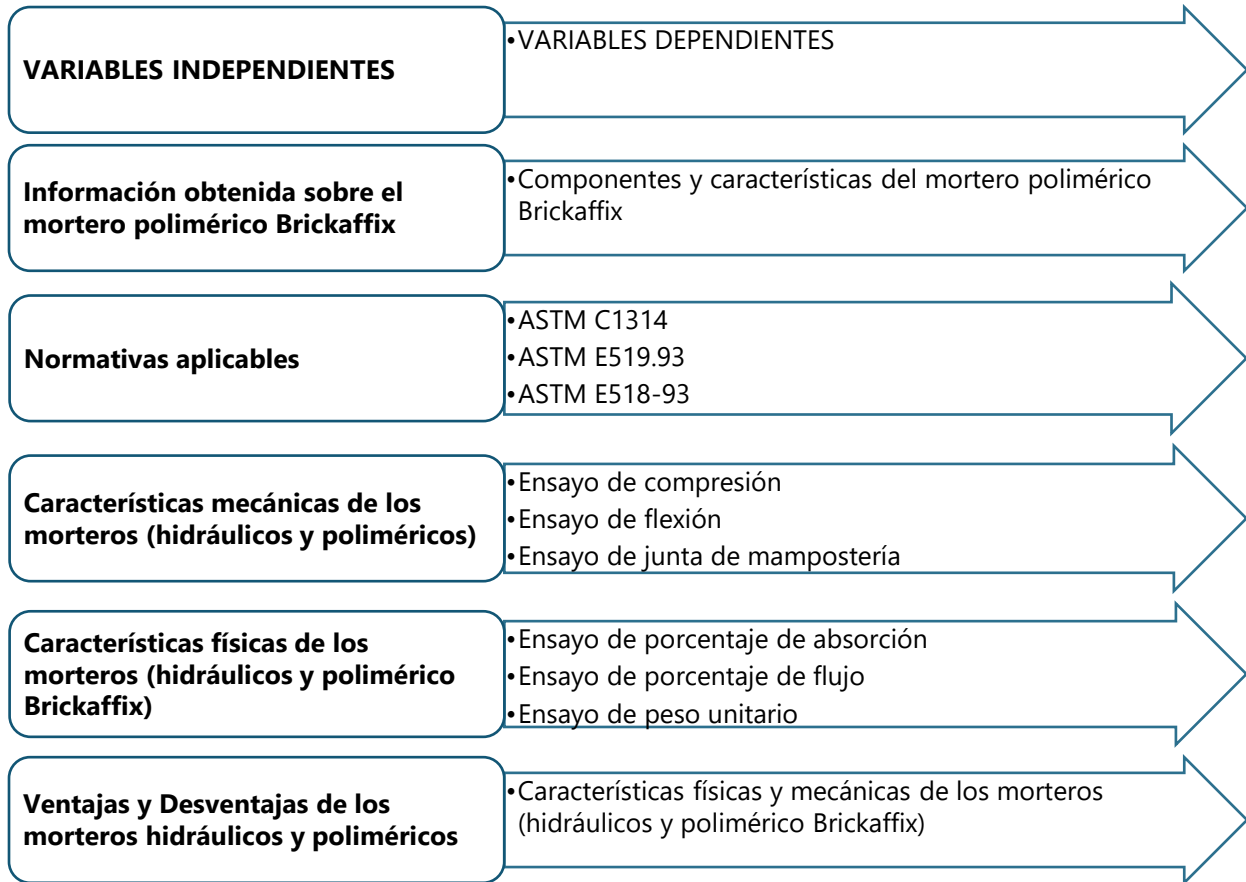 VARIABLES INDEPENDIENTES
•VARIABLES DEPENDIENTES
Información obtenida sobre el
mortero polimérico Brickaffix
•Componentes y características del mortero polimérico
Brickaffix
Normativas aplicables
•ASTM C1314
•ASTM E519.93
•ASTM E518-93
Características mecánicas de los
morteros (hidráulicos y poliméricos)
•Ensayo de compresión
•Ensayo de flexión
•Ensayo de junta de mampostería
Características físicas de los
morteros (hidráulicos y polimérico
Brickaffix)
•Ensayo de porcentaje de absorción
•Ensayo de porcentaje de flujo
•Ensayo de peso unitario
Ventajas y Desventajas de los
morteros hidráulicos y poliméricos
•Características físicas y mecánicas de los morteros
(hidráulicos y polimérico Brickaffix)